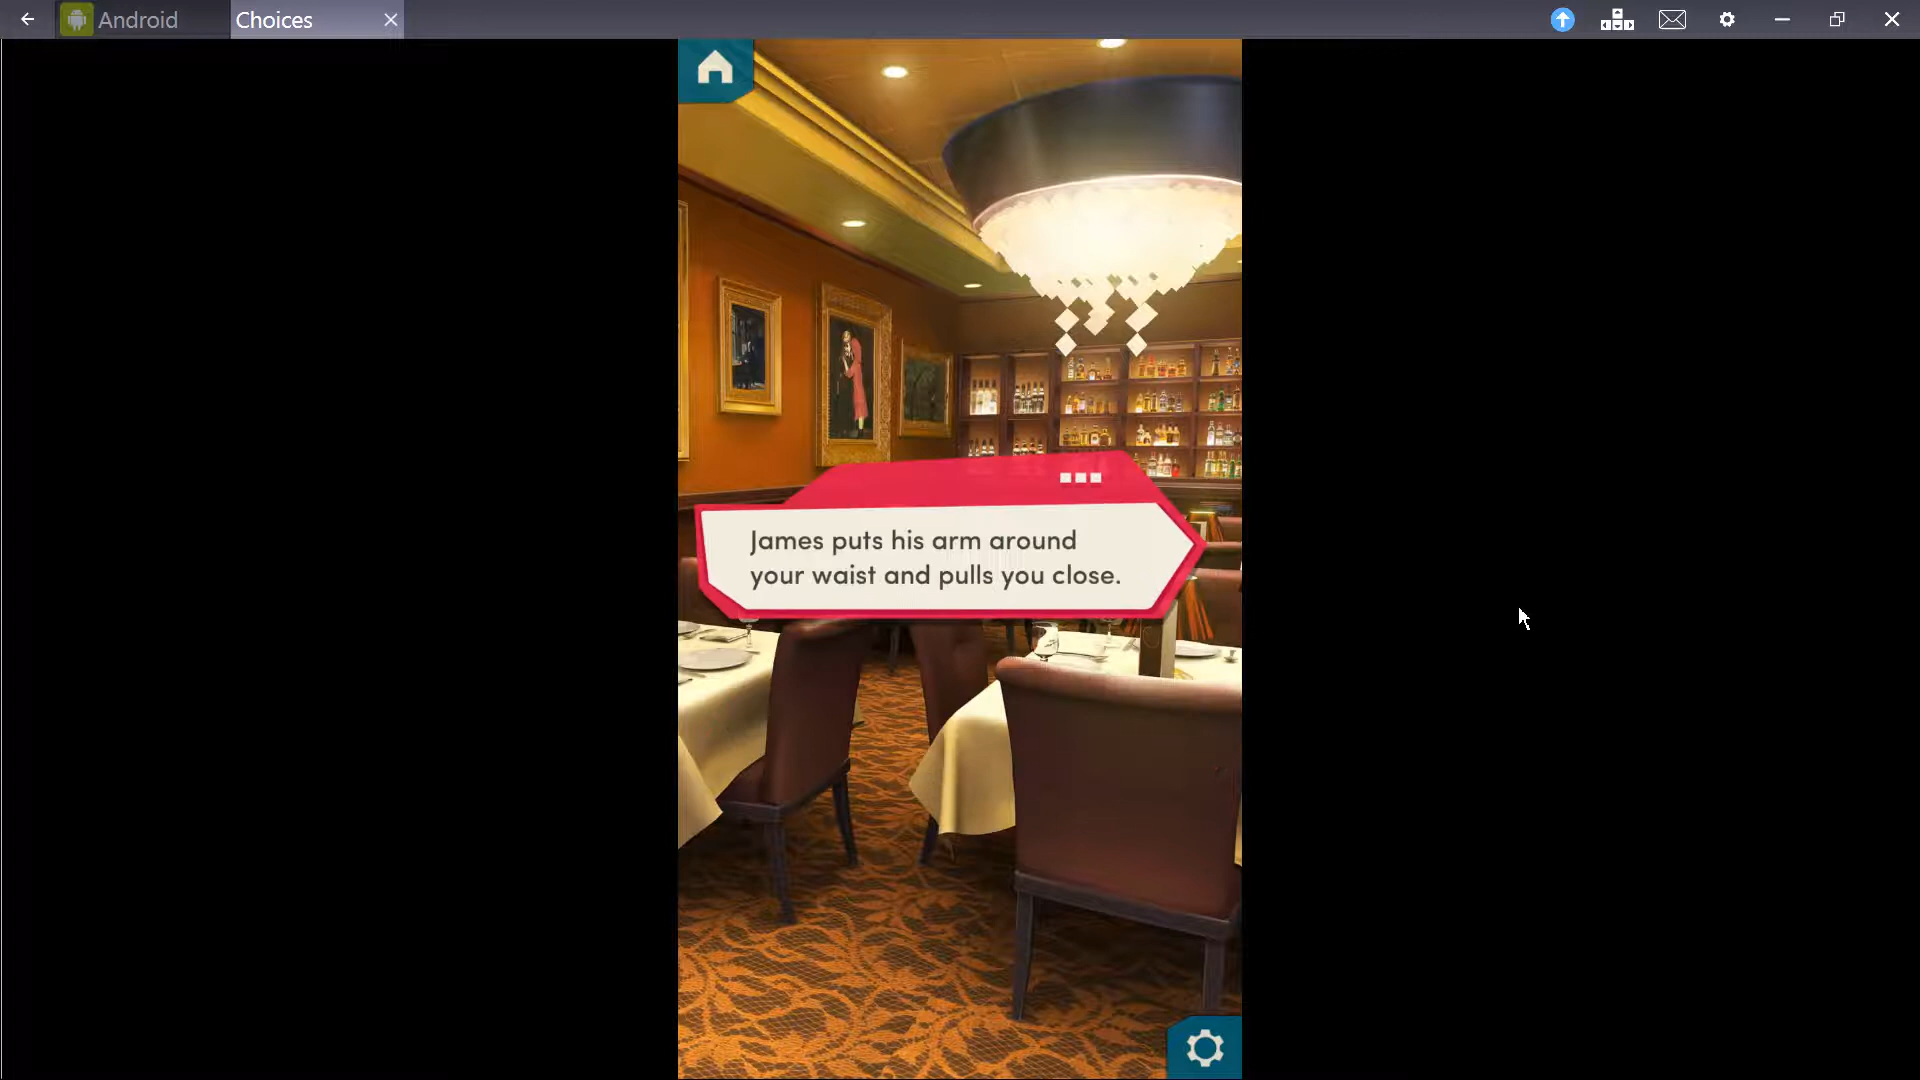 Android
Choices
James puts his arm around
your waist and pulls you close.